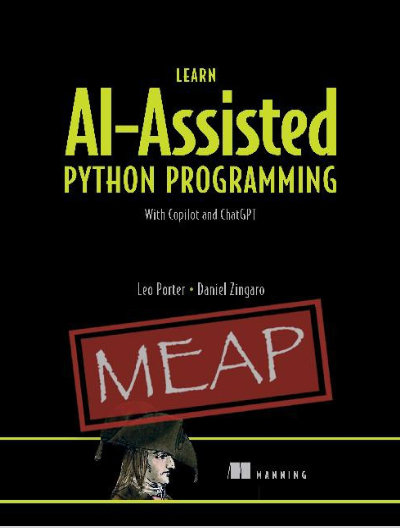 LEARN
AI-Assisted
PYTHON PROGRAMMING
With Copilot and ChatGPT
Leo Porter • Daniel Zingaro
MEAP
MANNING